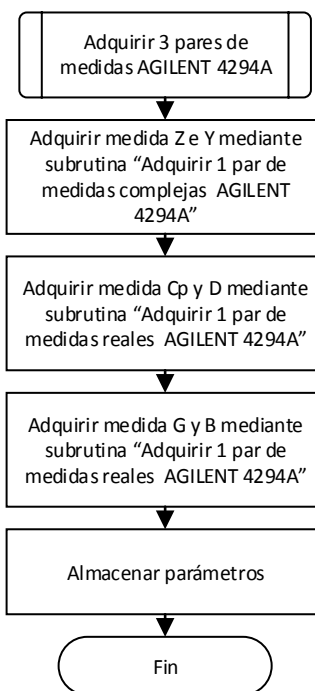 Adquirir 3 pares de
medidas AGILENT 4294A
Adquirir medida Z e Y mediante
subrutina “Adquirir 1 par de
medidas complejas AGILENT
4294A”
Adquirir medida Cp y D mediante
subrutina “Adquirir 1 par de
medidas reales AGILENT 4294A”
Adquirir medida G y B mediante
subrutina “Adquirir 1 par de
medidas reales AGILENT 4294A”
Almacenar parámetros
Fin